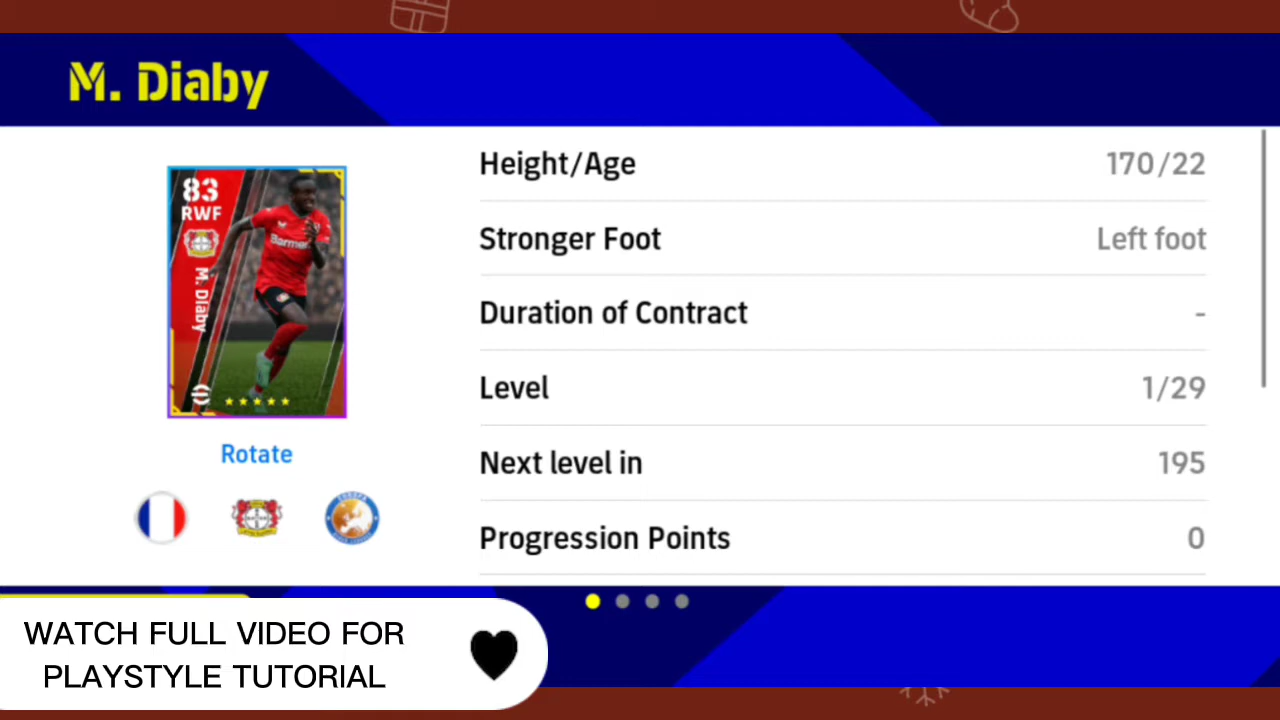 M. Diaby
83
RWF
M. Diaby
Barmer
Rotate
Height/Age 170/22
Stronger Foot Left foot
Duration of Contract -
Level 1/29
Next level in 195
Progression Points 0
WATCH FULL VIDEO FOR
PLAYSTYLE TUTORIAL